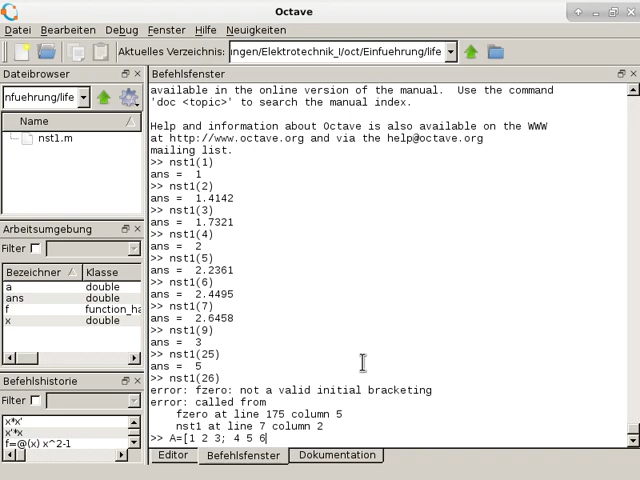 Octave
Datei Bearbeiten Debug Fenster Hilfe Neuigkeiten
Aktuelles Verzeichnis: ıngen/Elektrotechnik_I/oct/Einfuehrung/life
Dateibrowser
nfuehrung/life
Name
nst1.m
Arbeitsumgebung
Filter
Bezeichner Klasse
a double
ans double
f function_ha
x double
Befehlshistorie
Filter
x*x'
x'*x
f=@(x) x^2-1
Befehlsfenster
available in the online version of the manual. Use the command
'doc <topic>' to search the manual index.
Help and information about Octave is also available on the WWW
at http://www.octave.org and via the help@octave.org
mailing list.
>> nst1(1)
ans = 1
>> nst1(2)
ans = 1.4142
>> nst1(3)
ans = 1.7321
>> nst1(4)
ans = 2
>> nst1(5)
ans = 2.2361
>> nst1(6)
ans = 2.4495
>> nst1(7)
ans = 2.6458
>> nst1(9)
ans = 3
>> nst1(25)
ans = 5
>> nst1(26)
error: fzero: not a valid initial bracketing
error: called from
fzero at line 175 column 5
nst1 at line 7 column 2
>> A=[1 2 3; 4 5 6
Editor Befehlsfenster Dokumentation